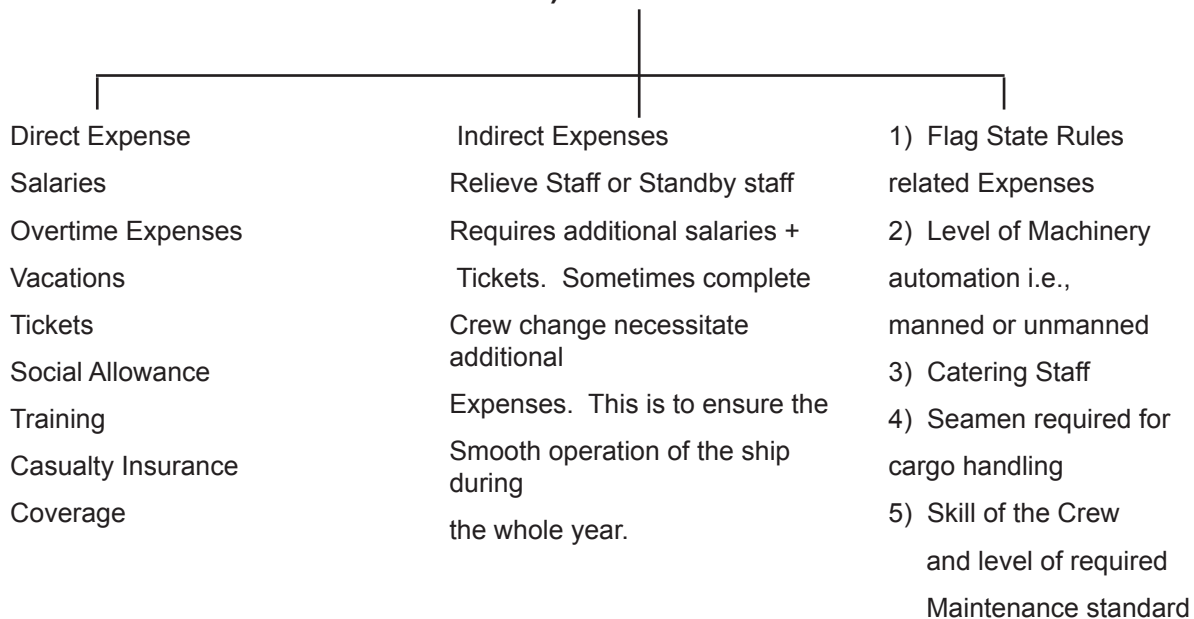 Direct Expense
Salaries
Overtime Expenses
Vacations
Tickets
Social Allowance
Training
Casualty Insurance
Coverage
Indirect Expenses
Relieve Staff or Standby staff
Requires additional salaries +
Tickets. Sometimes complete
Crew change necessitate
additional
Expenses. This is to ensure the
Smooth operation of the ship
during
the whole year.
1) Flag State Rules
related Expenses
2) Level of Machinery
automation i.e.,
manned or unmanned
3) Catering Staff
4) Seamen required for
cargo handling
5) Skill of the Crew
and level of required
Maintenance standard